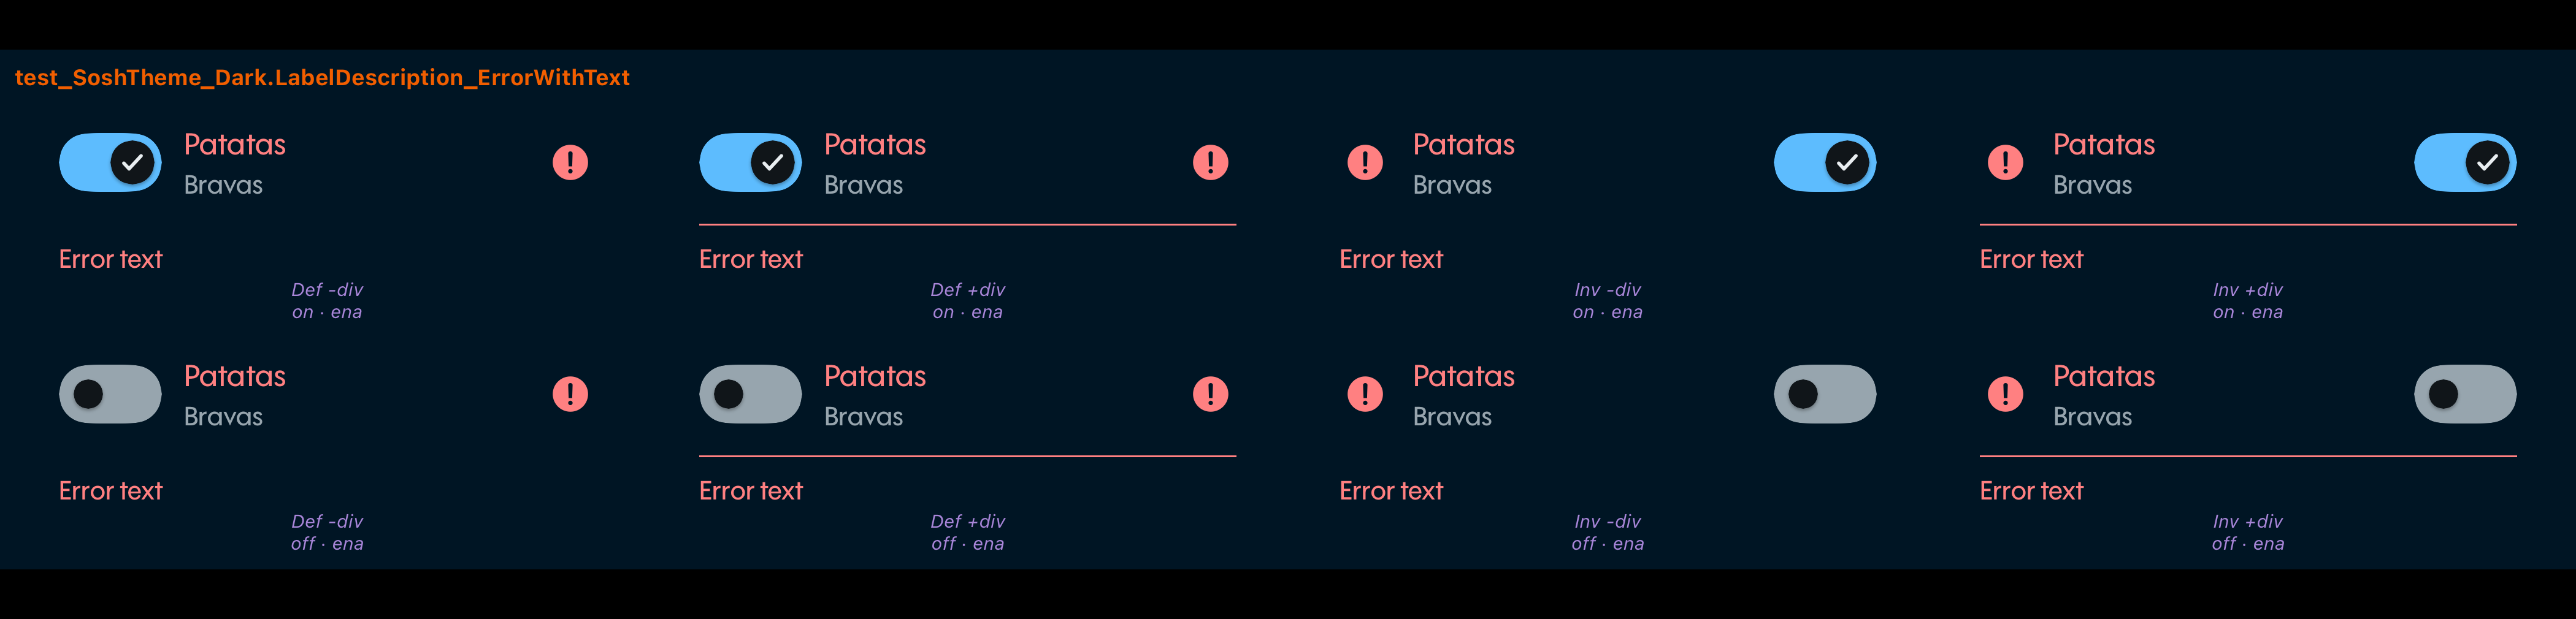 test_SoshTheme_Dark.LabelDescription_ErrorWithText
Patatas
Bravas
Error text
Def -div
on · ena
Patatas
Bravas
Error text
Def +div
on · ena
Patatas
Bravas
Error text
Inv -div
on · ena
Patatas
Bravas
Error text
Inv +div
on · ena
Patatas
Bravas
Error text
Def -div
off · ena
Patatas
Bravas
Error text
Def +div
off · ena
Patatas
Bravas
Error text
Inv -div
off · ena
Patatas
Bravas
Error text
Inv +div
off · ena